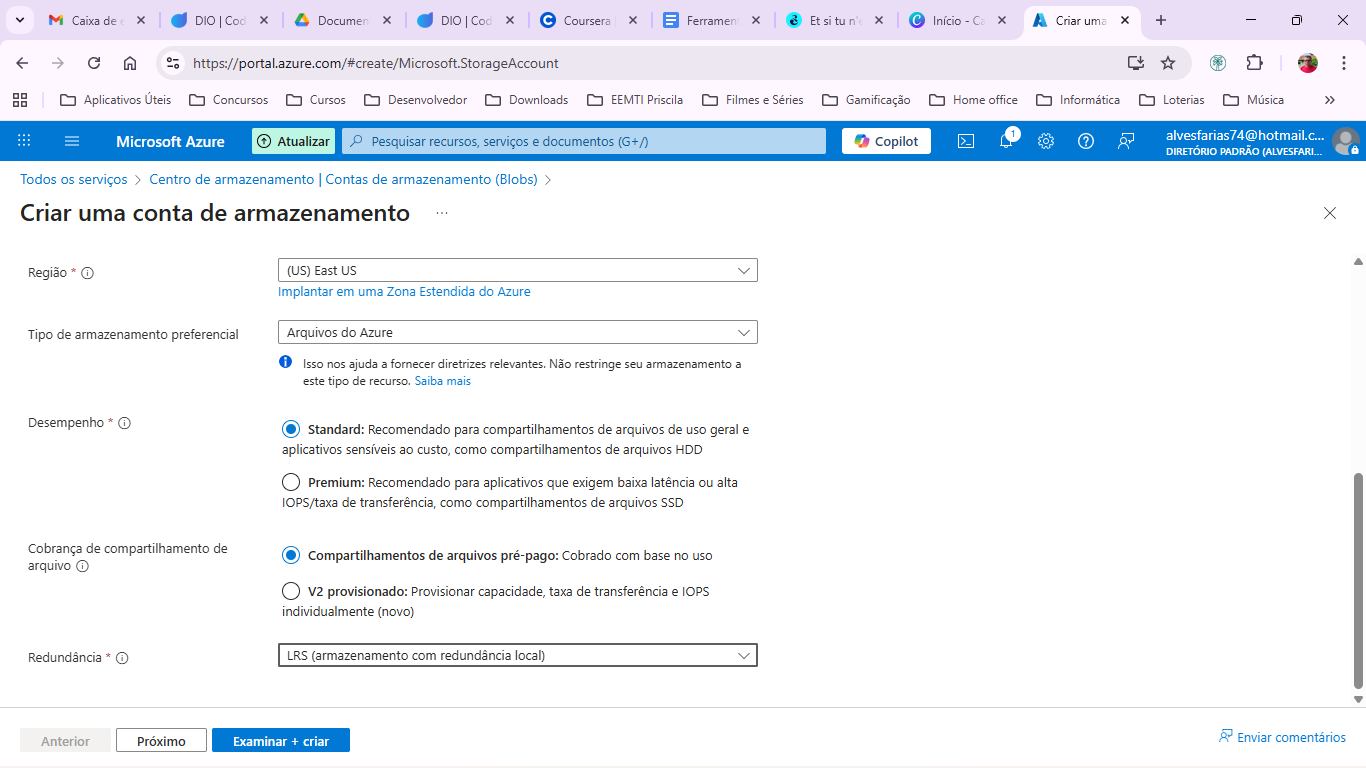 Caixa de e
DIO | Cod
Documen
DIO | Cod
Coursera
Ferrament
Et si tu n'e
Início - Ca
Criar uma
https://portal.azure.com/#create/Microsoft.StorageAccount
Aplicativos Úteis
Concursos
Cursos
Desenvolvedor
Downloads
EEMTI Priscila
Filmes e Séries
Gamificação
Home office
Informática
Loterias
Música
Microsoft Azure
Atualizar
Pesquisar recursos, serviços e documentos (G+/)
Copilot
1
alvesfarias74@hotmail.c...
DIRETÓRIO PADRÃO (ALVESFARI...
Todos os serviços > Centro de armazenamento | Contas de armazenamento (Blobs) >
Criar uma conta de armazenamento ...
Região *
(US) East US
Implantar em uma Zona Estendida do Azure
Tipo de armazenamento preferencial
Arquivos do Azure
Isso nos ajuda a fornecer diretrizes relevantes. Não restringe seu armazenamento a
este tipo de recurso. Saiba mais
Desempenho *
Standard: Recomendado para compartilhamentos de arquivos de uso geral e
aplicativos sensíveis ao custo, como compartilhamentos de arquivos HDD
Premium: Recomendado para aplicativos que exigem baixa latência ou alta
IOPS/taxa de transferência, como compartilhamentos de arquivos SSD
Cobrança de compartilhamento de
arquivo
Compartilhamentos de arquivos pré-pago: Cobrado com base no uso
V2 provisionado: Provisionar capacidade, taxa de transferência e IOPS
individualmente (novo)
Redundância *
LRS (armazenamento com redundância local)
Anterior
Próximo
Examinar + criar
Enviar comentários